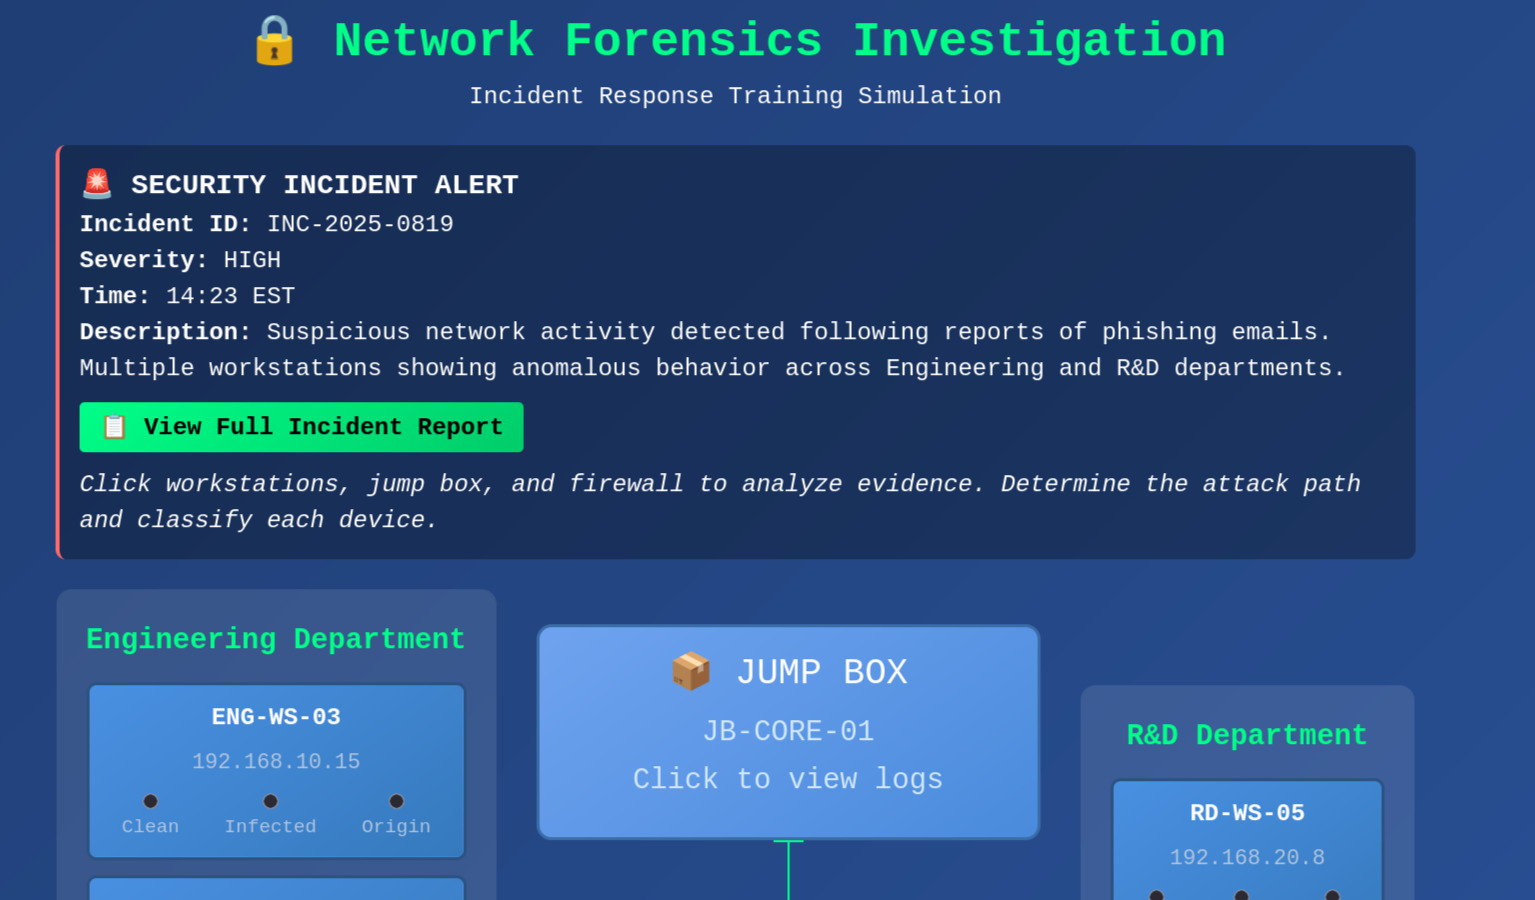 Network Forensics Investigation
Incident Response Training Simulation
SECURITY INCIDENT ALERT
Incident ID: INC-2025-0819
Severity: HIGH
Time: 14:23 EST
Description: Suspicious network activity detected following reports of phishing emails.
Multiple workstations showing anomalous behavior across Engineering and R&D departments.
View Full Incident Report
Click workstations, jump box, and firewall to analyze evidence. Determine the attack path
and classify each device.
Engineering Department
ENG-WS-03
192.168.10.15
Clean Infected Origin
JUMP BOX
JB-CORE-01
Click to view logs
R&D Department
RD-WS-05
192.168.20.8